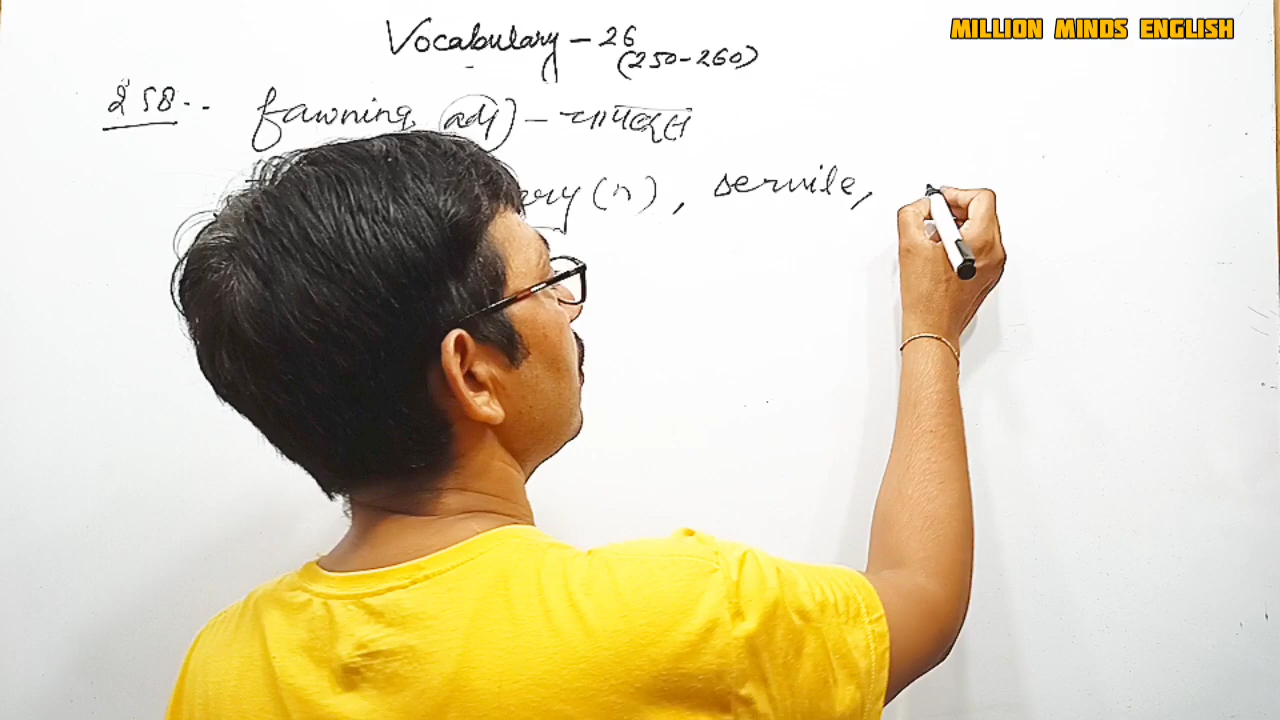 MILLION MINDS ENGLISH
Vocabulary - 26
(250-260)
258.. fawning (adj) - चापलूस
ery (n), servile,